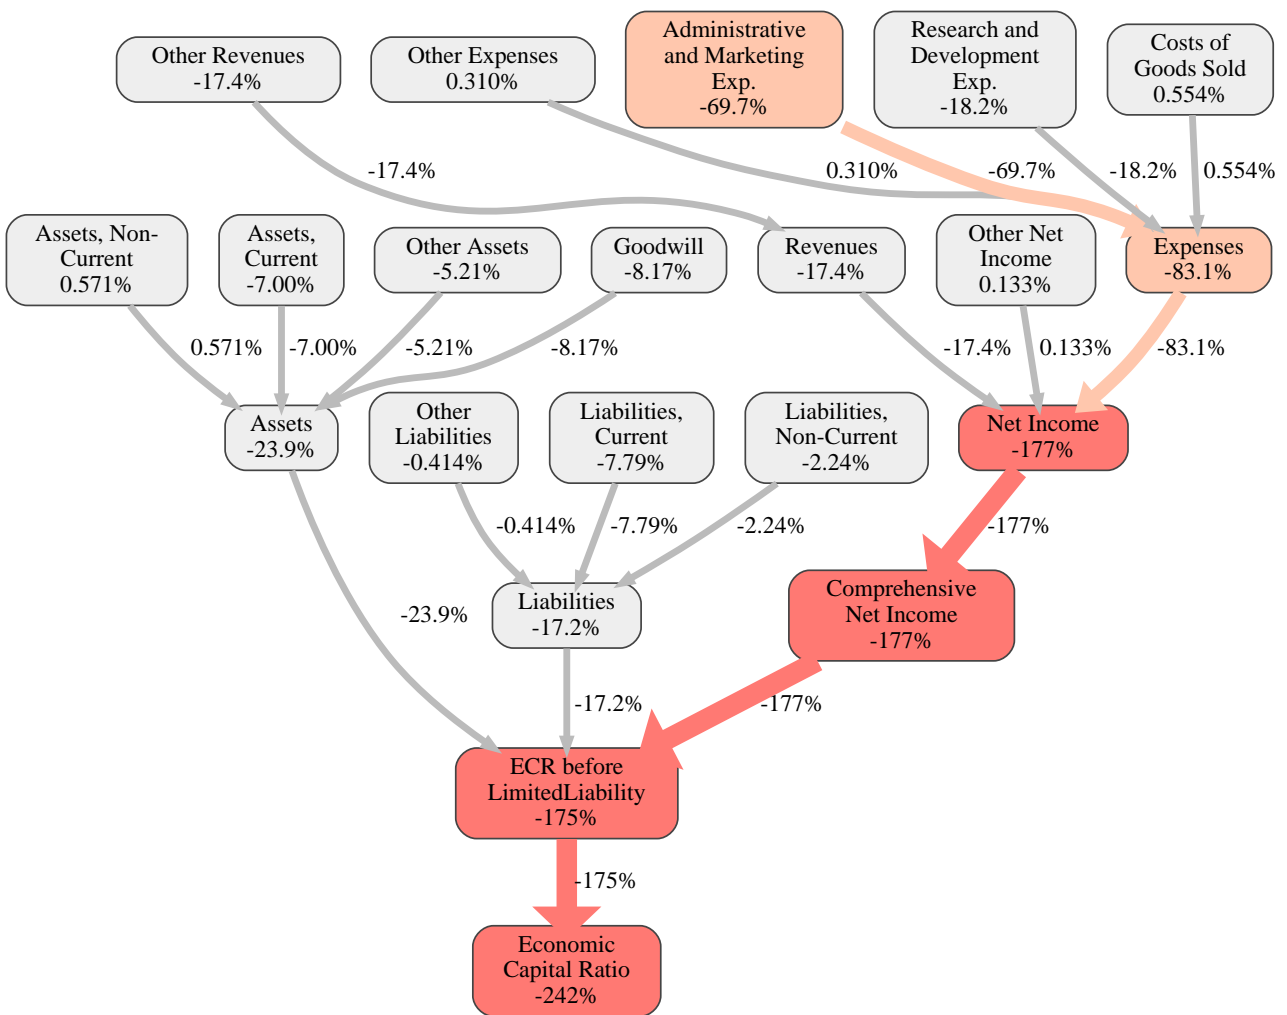 Other Revenues
-17.4%
Other Expenses
0.310%
Administrative
and Marketing
Exp.
-69.7%
Research and
Development
Exp.
-18.2%
Costs of
Goods Sold
0.554%
-17.4%
0.310%
-69.7%
-18.2%
0.554%
Assets, Non-
Current
0.571%
Assets,
Current
-7.00%
Other Assets
-5.21%
Goodwill
-8.17%
Revenues
-17.4%
Other Net
Income
0.133%
Expenses
-83.1%
0.571%
-7.00%
-5.21%
-8.17%
-17.4%
0.133%
-83.1%
Assets
-23.9%
Other
Liabilities
-0.414%
Liabilities,
Current
-7.79%
Liabilities,
Non-Current
-2.24%
Net Income
-177%
-0.414%
-7.79%
-2.24%
-177%
-23.9%
Liabilities
-17.2%
Comprehensive
Net Income
-177%
-17.2%
-177%
ECR before
LimitedLiability
-175%
-175%
Economic
Capital Ratio
-242%